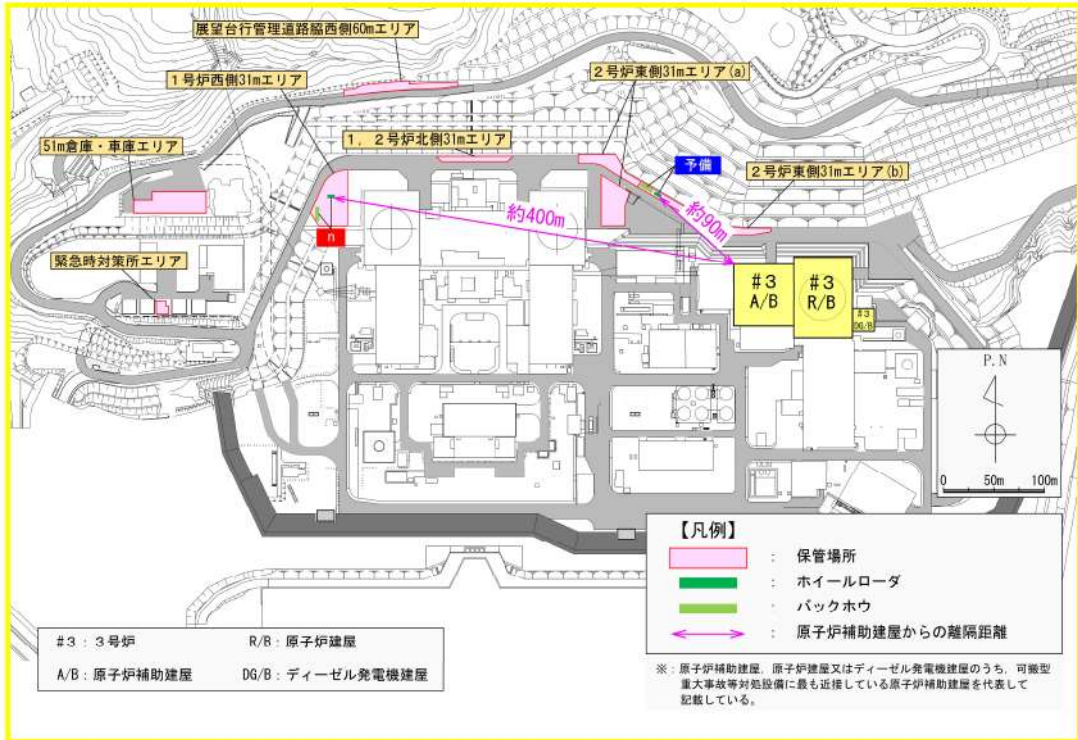 展望台行管理道路脇西側60mエリア
1号炉西側31mエリア
2号炉東側31mエリア(a)
51m倉庫・車庫エリア
1, 2号炉北側31mエリア
予備
2号炉東側31mエリア(b)
約400m
約90m
n
緊急時対策所エリア
#3
A/B
#3
R/B
#3
DG/B
P.N
0 50m 100m
【凡例】
: 保管場所
: ホイールローダ
: バックホウ
: 原子炉補助建屋からの離隔距離
#3:3号炉 R/B:原子炉建屋
A/B:原子炉補助建屋 DG/B:ディーゼル発電機建屋
※:原子炉補助建屋, 原子炉建屋又はディーゼル発電機建屋のうち, 可搬型
重大事故等対処設備に最も近接している原子炉補助建屋を代表して
記載している。